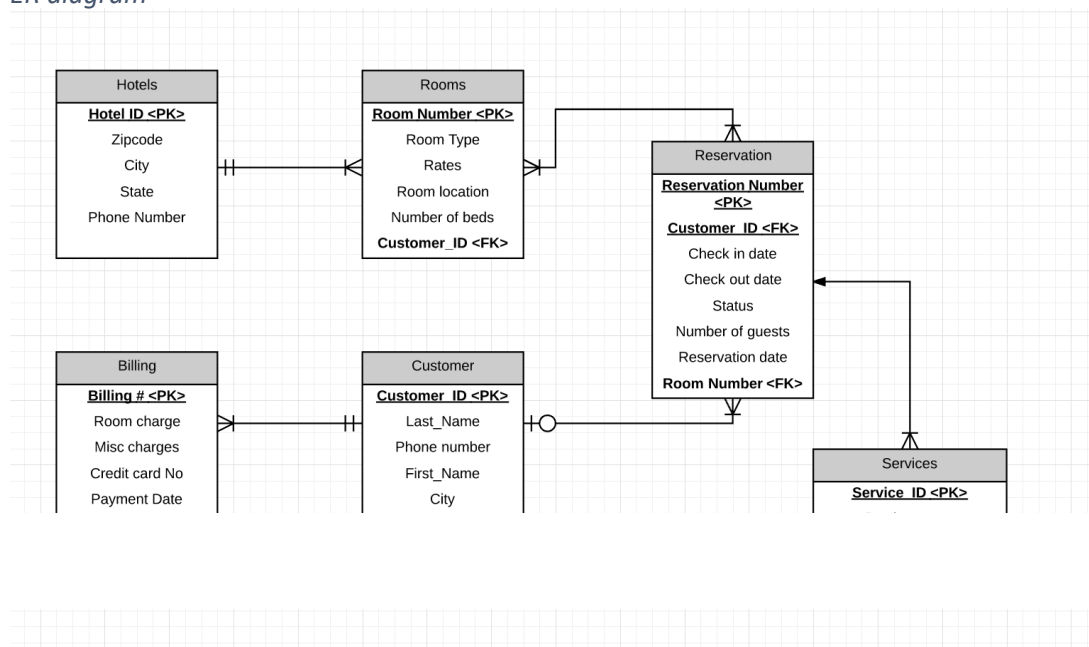 ER diagram
Hotels
Hotel ID <PK>
Zipcode
City
State
Phone Number
Rooms
Room Number <PK>
Room Type
Rates
Room location
Number of beds
Customer_ID <FK>
Reservation
Reservation Number
<PK>
Customer_ID <FK>
Check in date
Check out date
Status
Number of guests
Reservation date
Room Number <FK>
Billing
Billing # <PK>
Room charge
Misc charges
Credit card No
Payment Date
Customer
Customer_ID <PK>
Last_Name
Phone number
First_Name
City
Services
Service_ID <PK>